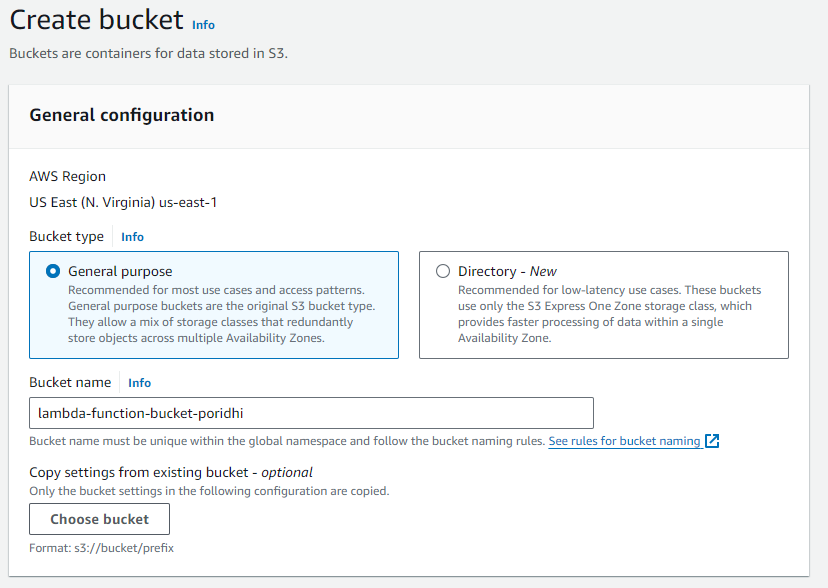 Create bucket Info
Buckets are containers for data stored in S3.
General configuration
AWS Region
US East (N. Virginia) us-east-1
Bucket type Info
General purpose
Recommended for most use cases and access patterns.
General purpose buckets are the original S3 bucket type.
They allow a mix of storage classes that redundantly
store objects across multiple Availability Zones.
Directory - New
Recommended for low-latency use cases. These buckets
use only the S3 Express One Zone storage class, which
provides faster processing of data within a single
Availability Zone.
Bucket name Info
lambda-function-bucket-poridhi
Bucket name must be unique within the global namespace and follow the bucket naming rules. See rules for bucket naming
Copy settings from existing bucket - optional
Only the bucket settings in the following configuration are copied.
Choose bucket
Format: s3://bucket/prefix